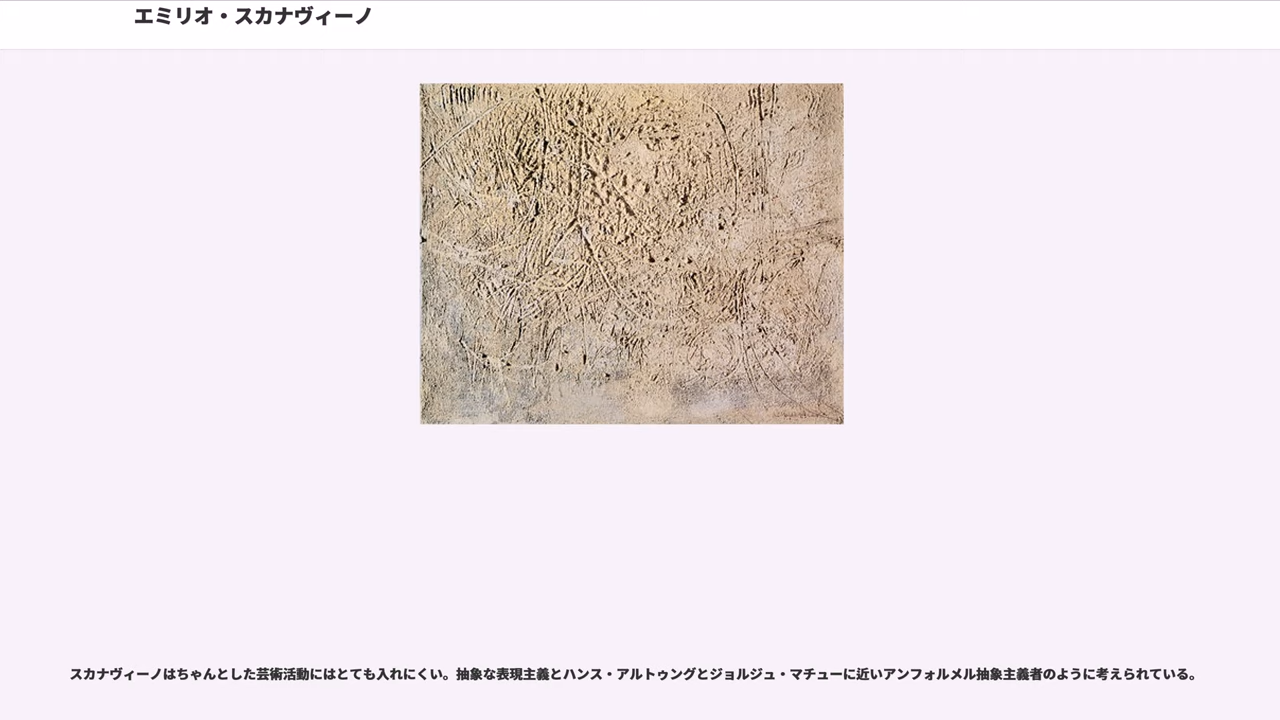 エミリオ・スカナヴィーノ
スカナヴィーノはちゃんとした芸術活動にはとても入れにくい。抽象な表現主義とハンス・アルトゥングとジョルジュ・マチューに近いアンフォルメル抽象主義者のように考えられている。